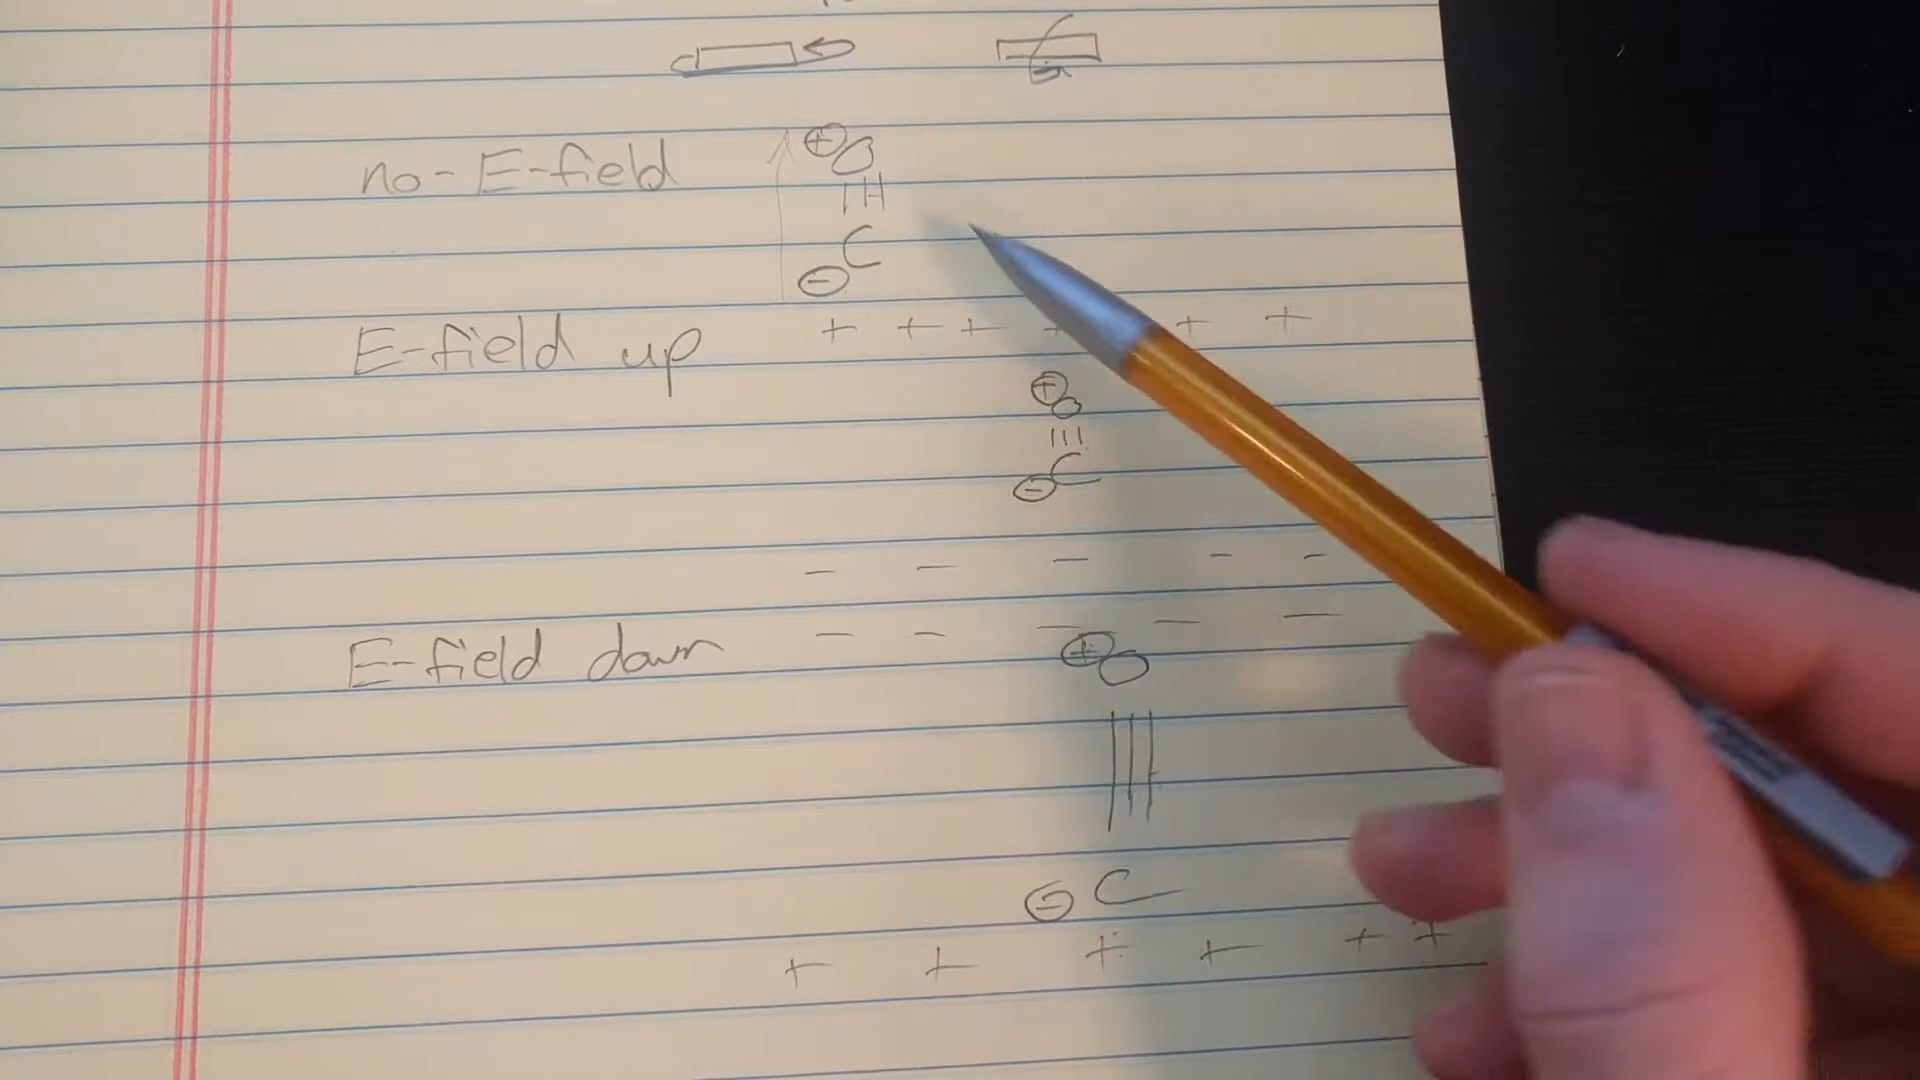 no-E-field
⊕ O
|||
C
⊖
E-field up
+ + + + + +
⊕ O
|||
C
⊖
− − − − −
E-field down
− − − − −
⊕ O
|||
⊖ C
+ + + + + +